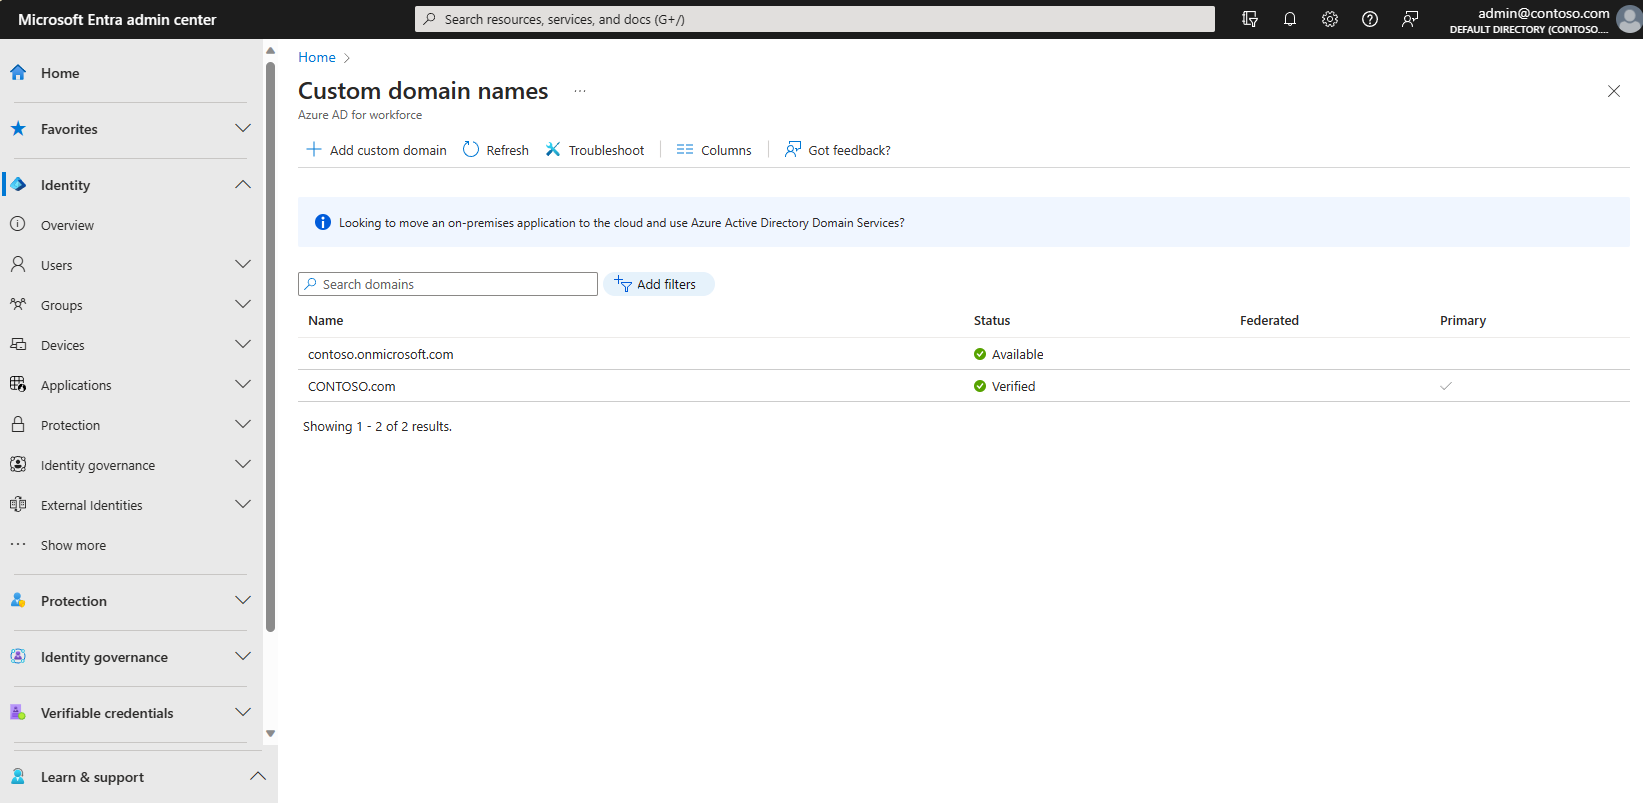 Microsoft Entra admin center
Search resources, services, and docs (G+/)
admin@contoso.com
DEFAULT DIRECTORY (CONTOSO....
Home
Favorites
Identity
Overview
Users
Groups
Devices
Applications
Protection
Identity governance
External Identities
Show more
Protection
Identity governance
Verifiable credentials
Learn & support
Home
Custom domain names
Azure AD for workforce
Add custom domain Refresh Troubleshoot Columns Got feedback?
Looking to move an on-premises application to the cloud and use Azure Active Directory Domain Services?
Search domains Add filters
Name Status Federated Primary
contoso.onmicrosoft.com Available
CONTOSO.com Verified
Showing 1 - 2 of 2 results.